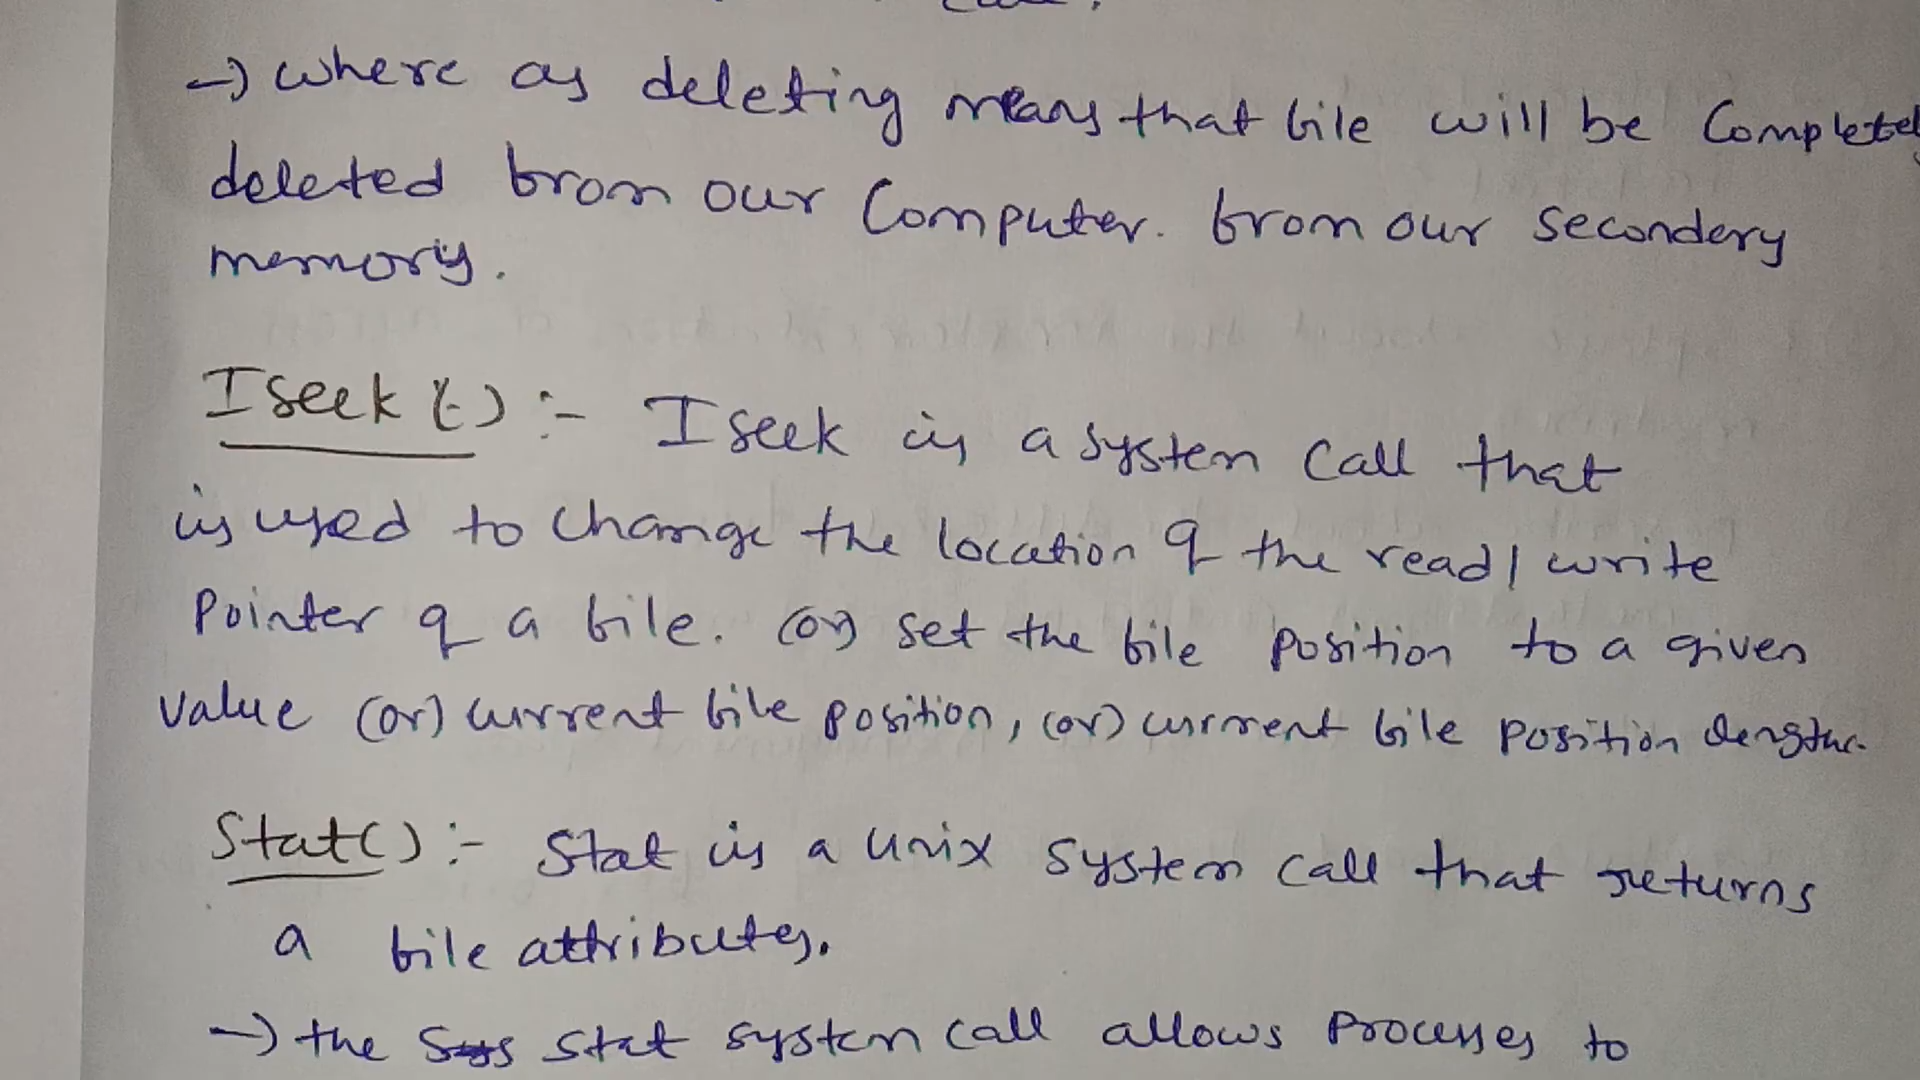 → where as deleting means that file will be Completely
deleted from our Computer. from our secondery
memory.
Iseek(-) :- Iseek is a system call that
is used to change the location of the read/write
Pointer of a file. (or) set the file position to a given
value (or) current file position, (or) current file position length.
Stat() :- Stat is a unix system call that returns
a file attributes.
→ the stat system call allows processes to